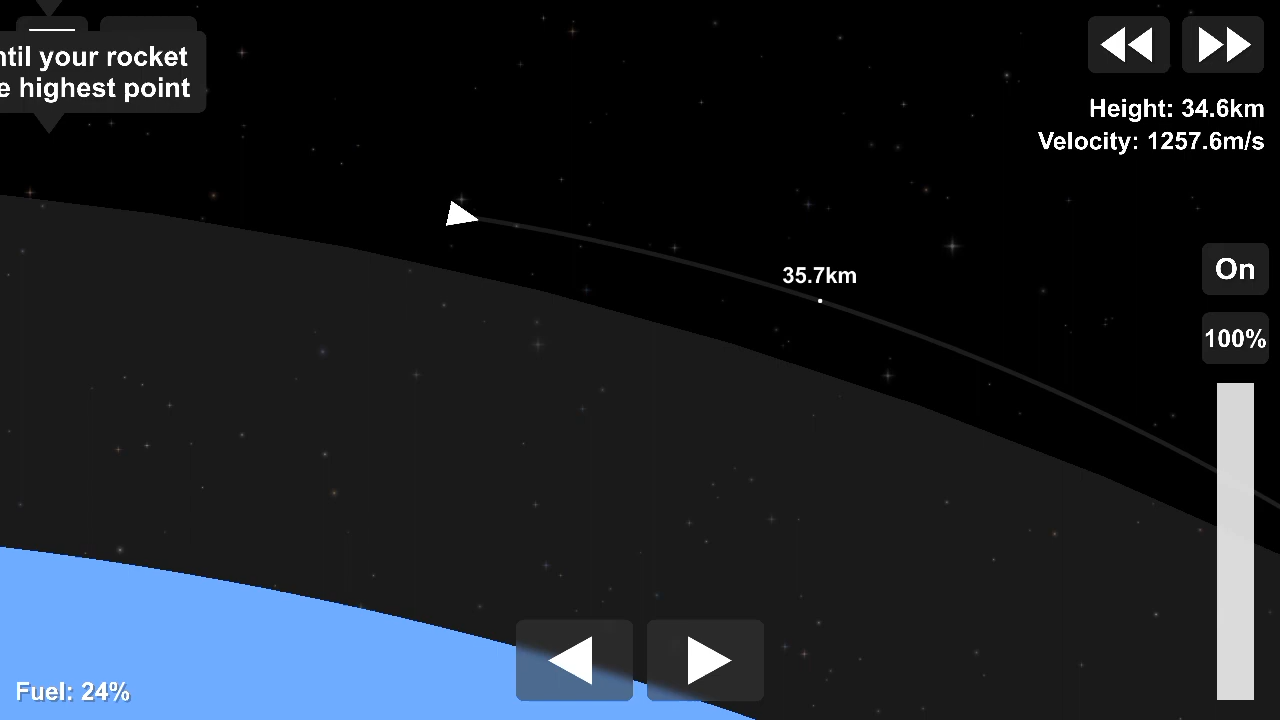 ntil your rocket
e highest point
Height: 34.6km
Velocity: 1257.6m/s
35.7km
On
100%
Fuel: 24%